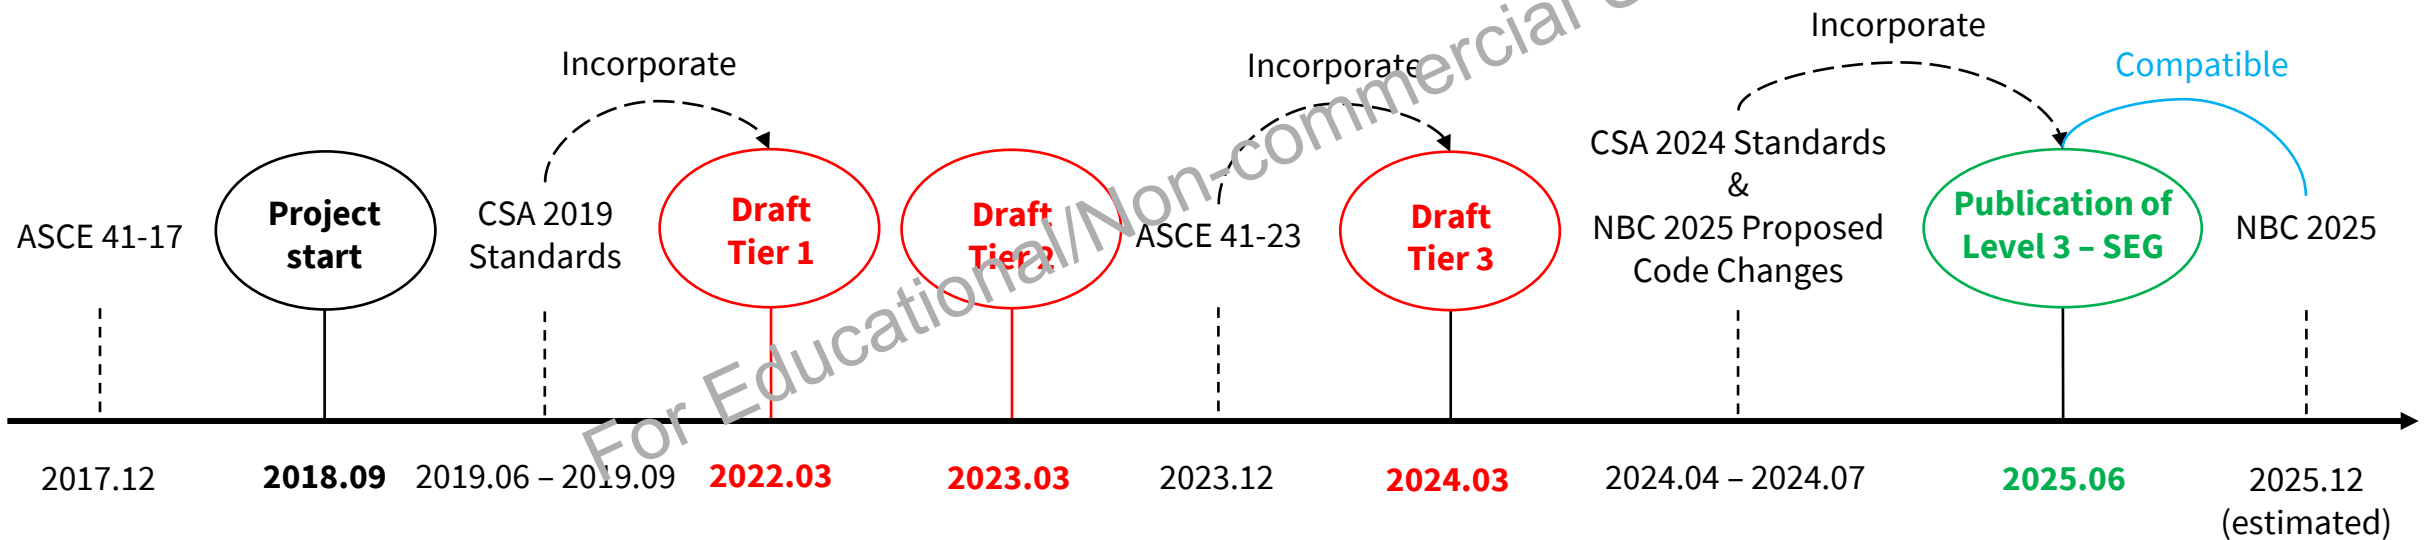 Incorporate
Incorporate
Incorporate
Compatible
ASCE 41-17
Project
start
CSA 2019
Standards
Draft
Tier 1
Draft
Tier 2
ASCE 41-23
Draft
Tier 3
CSA 2024 Standards
&
NBC 2025 Proposed
Code Changes
Publication of
Level 3 – SEG
NBC 2025
2017.12
2018.09
2019.06 – 2019.09
2022.03
2023.03
2023.12
2024.03
2024.04 – 2024.07
2025.06
2025.12
(estimated)
For Educational/Non-commercial